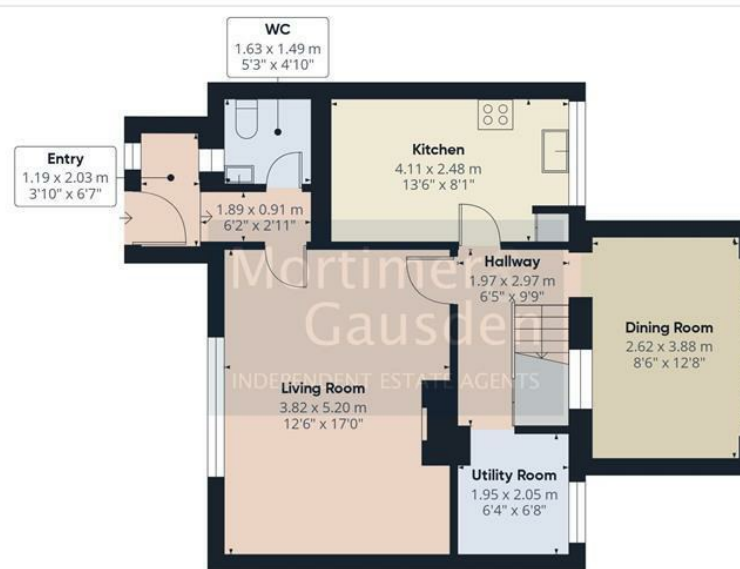 WC
1.63 x 1.49 m
5'3" x 4'10"
Entry
1.19 x 2.03 m
3'10" x 6'7"
Kitchen
4.11 x 2.48 m
13'6" x 8'1"
1.89 x 0.91 m
6'2" x 2'11"
Hallway
1.97 x 2.97 m
6'5" x 9'9"
Mortimer
Gausden
INDEPENDENT ESTATE AGENTS
Dining Room
2.62 x 3.88 m
8'6" x 12'8"
Living Room
3.82 x 5.20 m
12'6" x 17'0"
Utility Room
1.95 x 2.05 m
6'4" x 6'8"